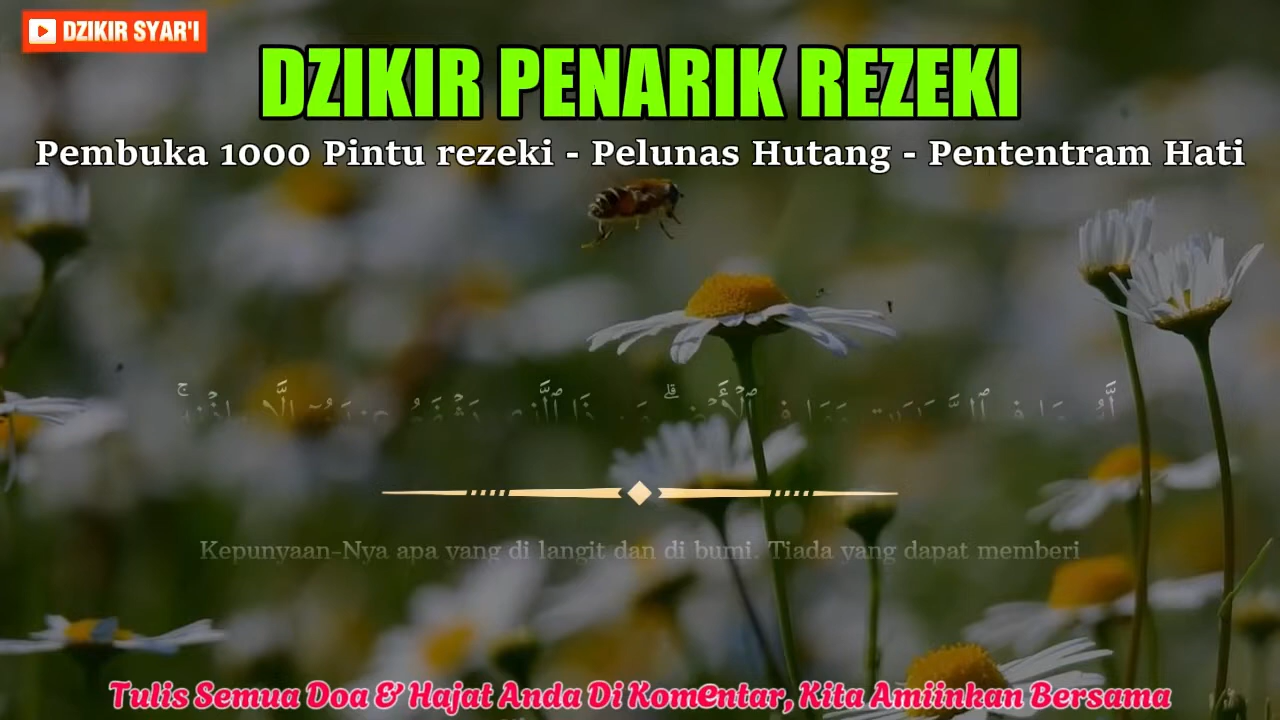 DZIKIR SYAR'I
DZIKIR PENARIK REZEKI
Pembuka 1000 Pintu rezeki - Pelunas Hutang - Pententram Hati
Kepunyaan-Nya apa yang di langit dan di bumi. Tiada yang dapat memberi
Tulis Semua Doa & Hajat Anda Di Komentar, Kita Amiinkan Bersama